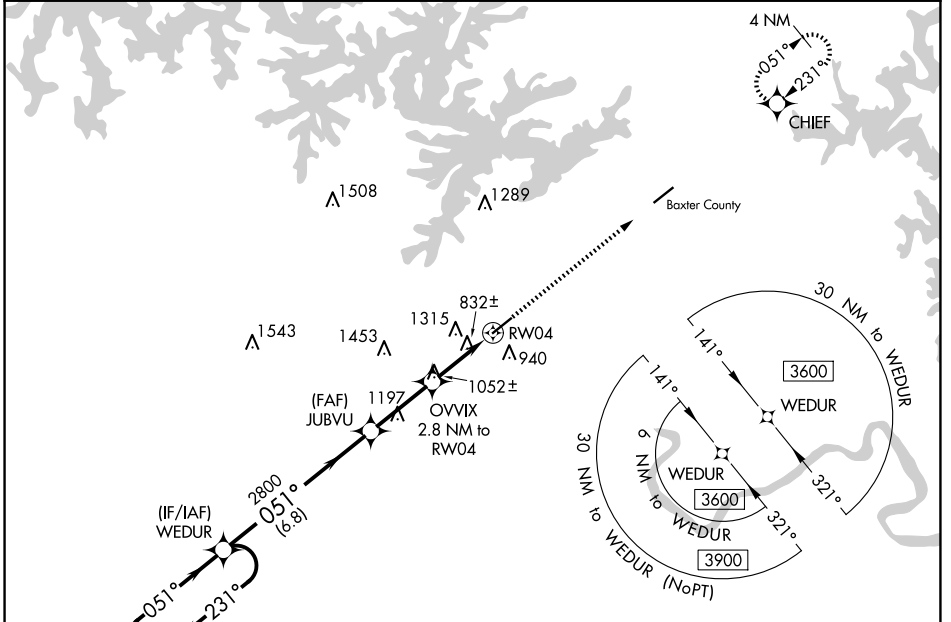 4 NM
051°
231°
CHIEF
1508
1289
Baxter County
832±
1315
RW04
1543
1453
940
1052±
(FAF)
JUBVU
1197
OVVIX
2.8 NM to
RW04
2800
051°
(6.8)
(IF/IAF)
WEDUR
051°
231°
30 NM to WEDUR
141°
3600
WEDUR
321°
141°
6 NM to WEDUR
WEDUR
3600
321°
30 NM to WEDUR (NoPT)
3900